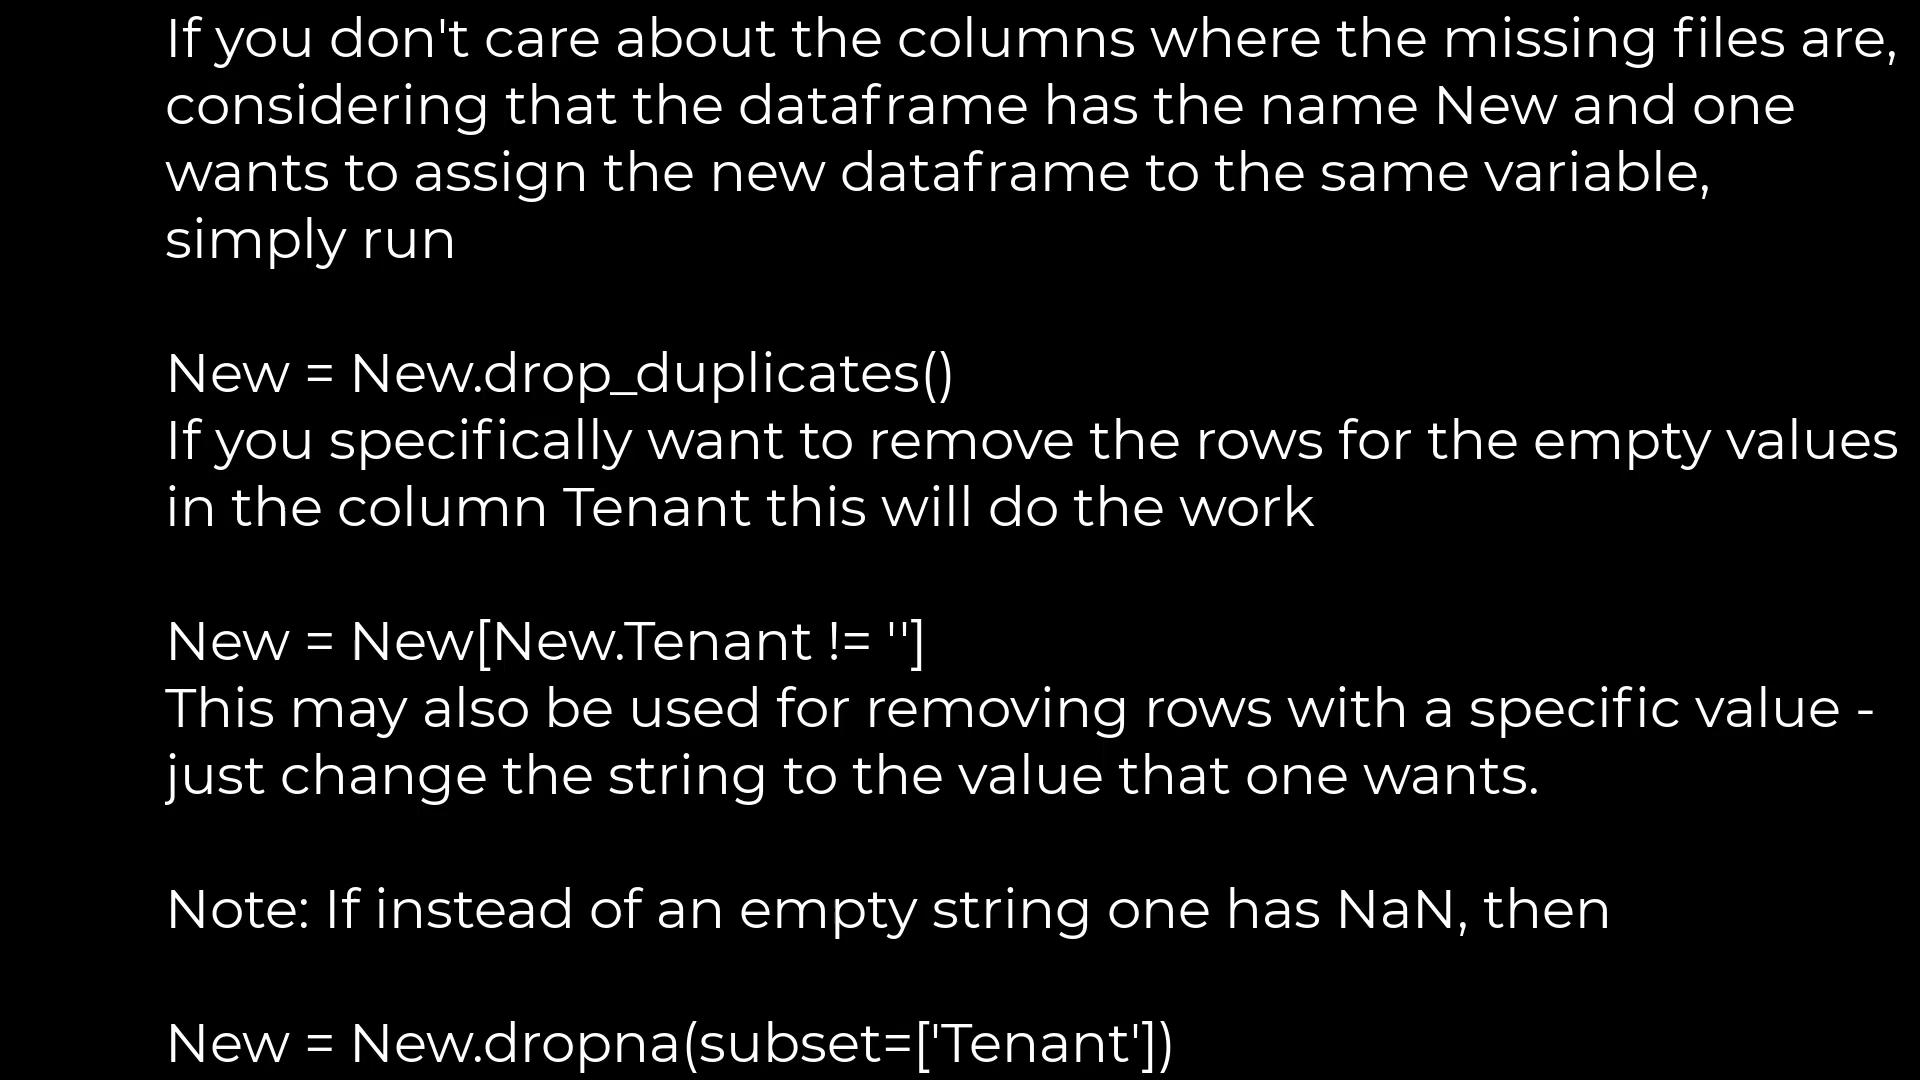 If you don't care about the columns where the missing files are,
considering that the dataframe has the name New and one
wants to assign the new dataframe to the same variable,
simply run
New = New.drop_duplicates()
If you specifically want to remove the rows for the empty values
in the column Tenant this will do the work
New = New[New.Tenant != '']
This may also be used for removing rows with a specific value -
just change the string to the value that one wants.
Note: If instead of an empty string one has NaN, then
New = New.dropna(subset=['Tenant'])